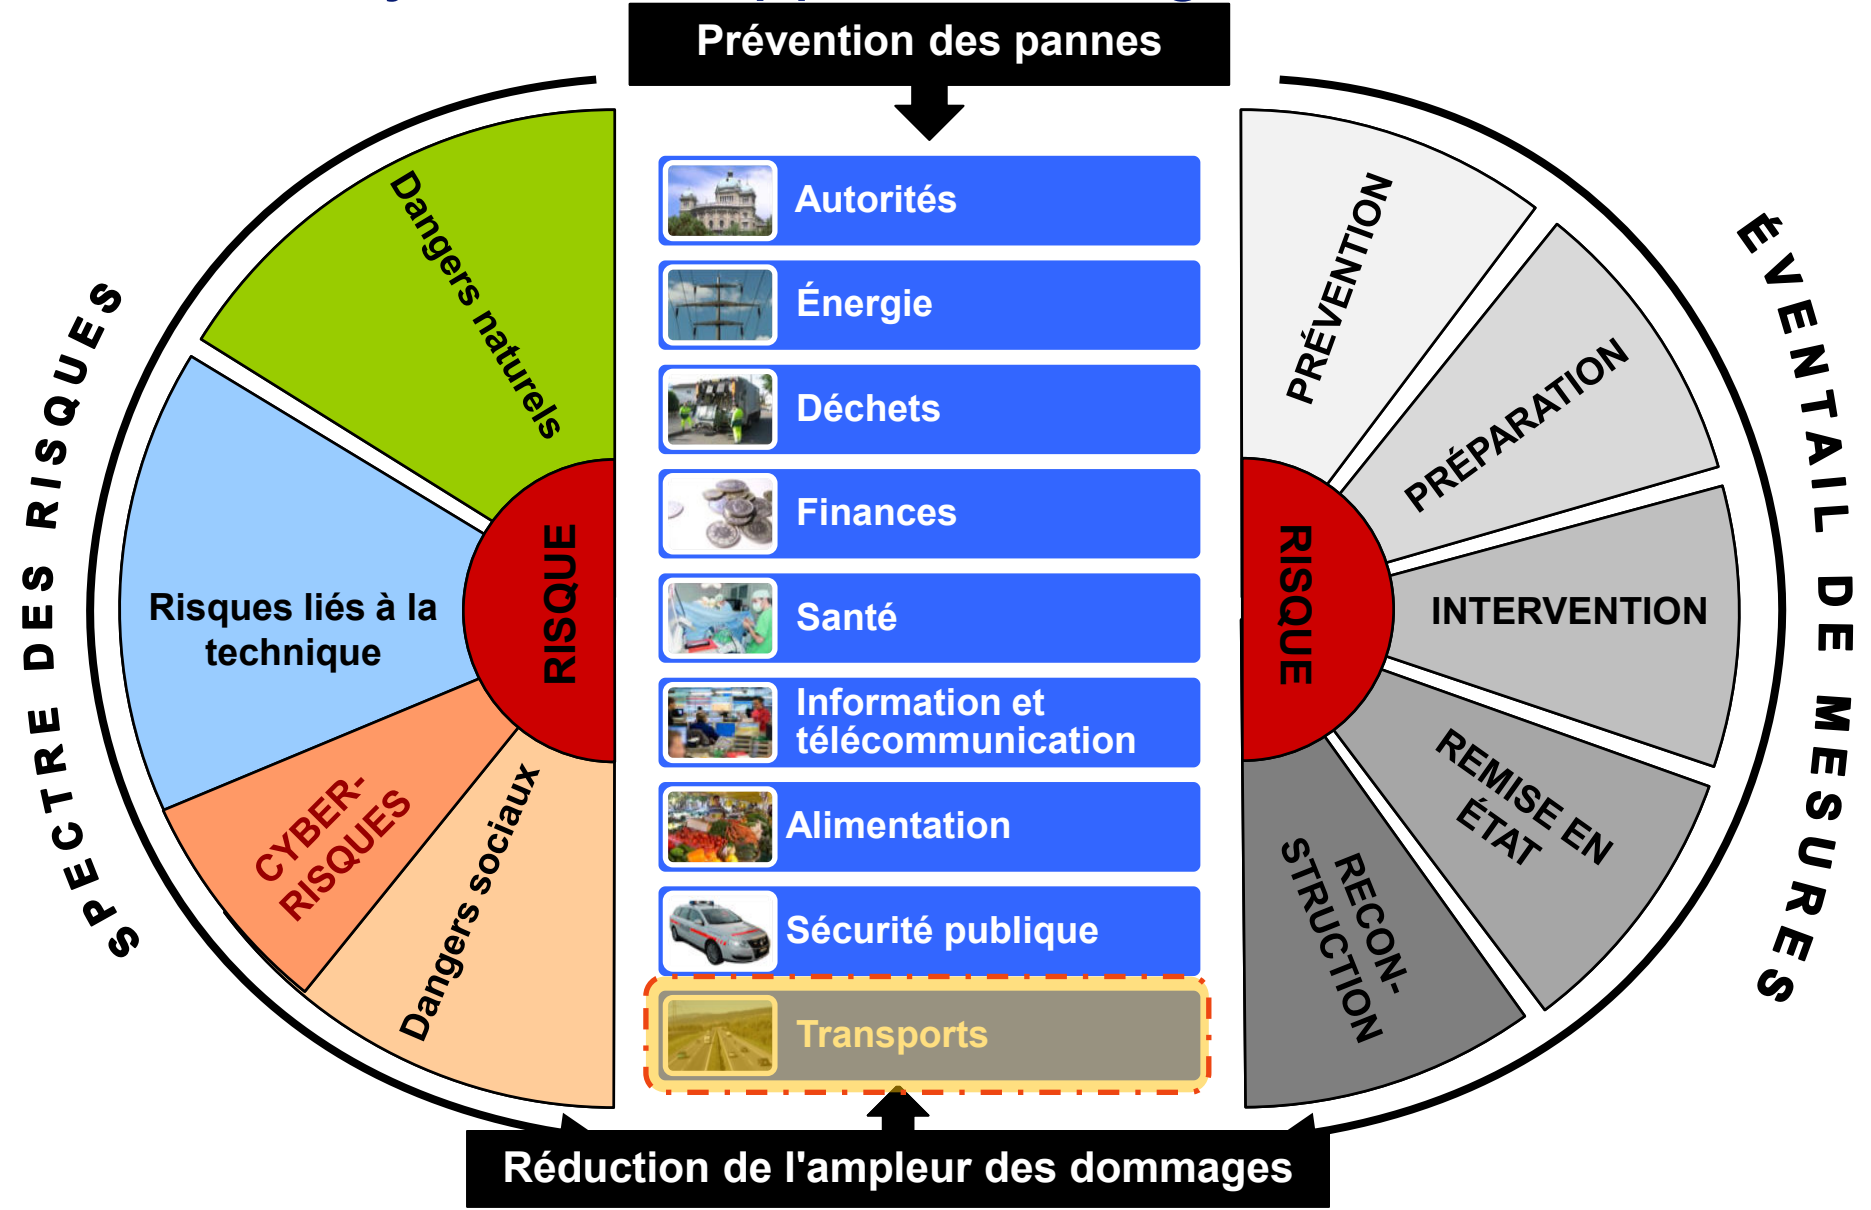 Prévention des pannes
SPECTRE DES RISQUES
Dangers naturels
Risques liés à la
technique
CYBER-
RISQUES
Dangers sociaux
RISQUE
Autorités
Énergie
Déchets
Finances
Santé
Information et
télécommunication
Alimentation
Sécurité publique
Transports
RISQUE
PRÉVENTION
PRÉPARATION
INTERVENTION
REMISE EN
ÉTAT
RECON-
STRUCTION
ÉVENTAIL DE MESURES
Réduction de l'ampleur des dommages